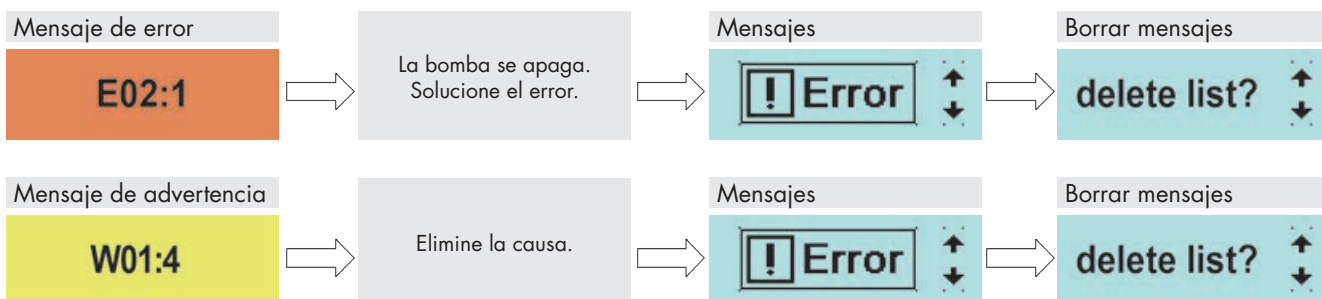 Mensaje de error
E02:1
La bomba se apaga.
Solucione el error.
Mensajes
! Error
Borrar mensajes
delete list?
Mensaje de advertencia
W01:4
Elimine la causa.
Mensajes
! Error
Borrar mensajes
delete list?